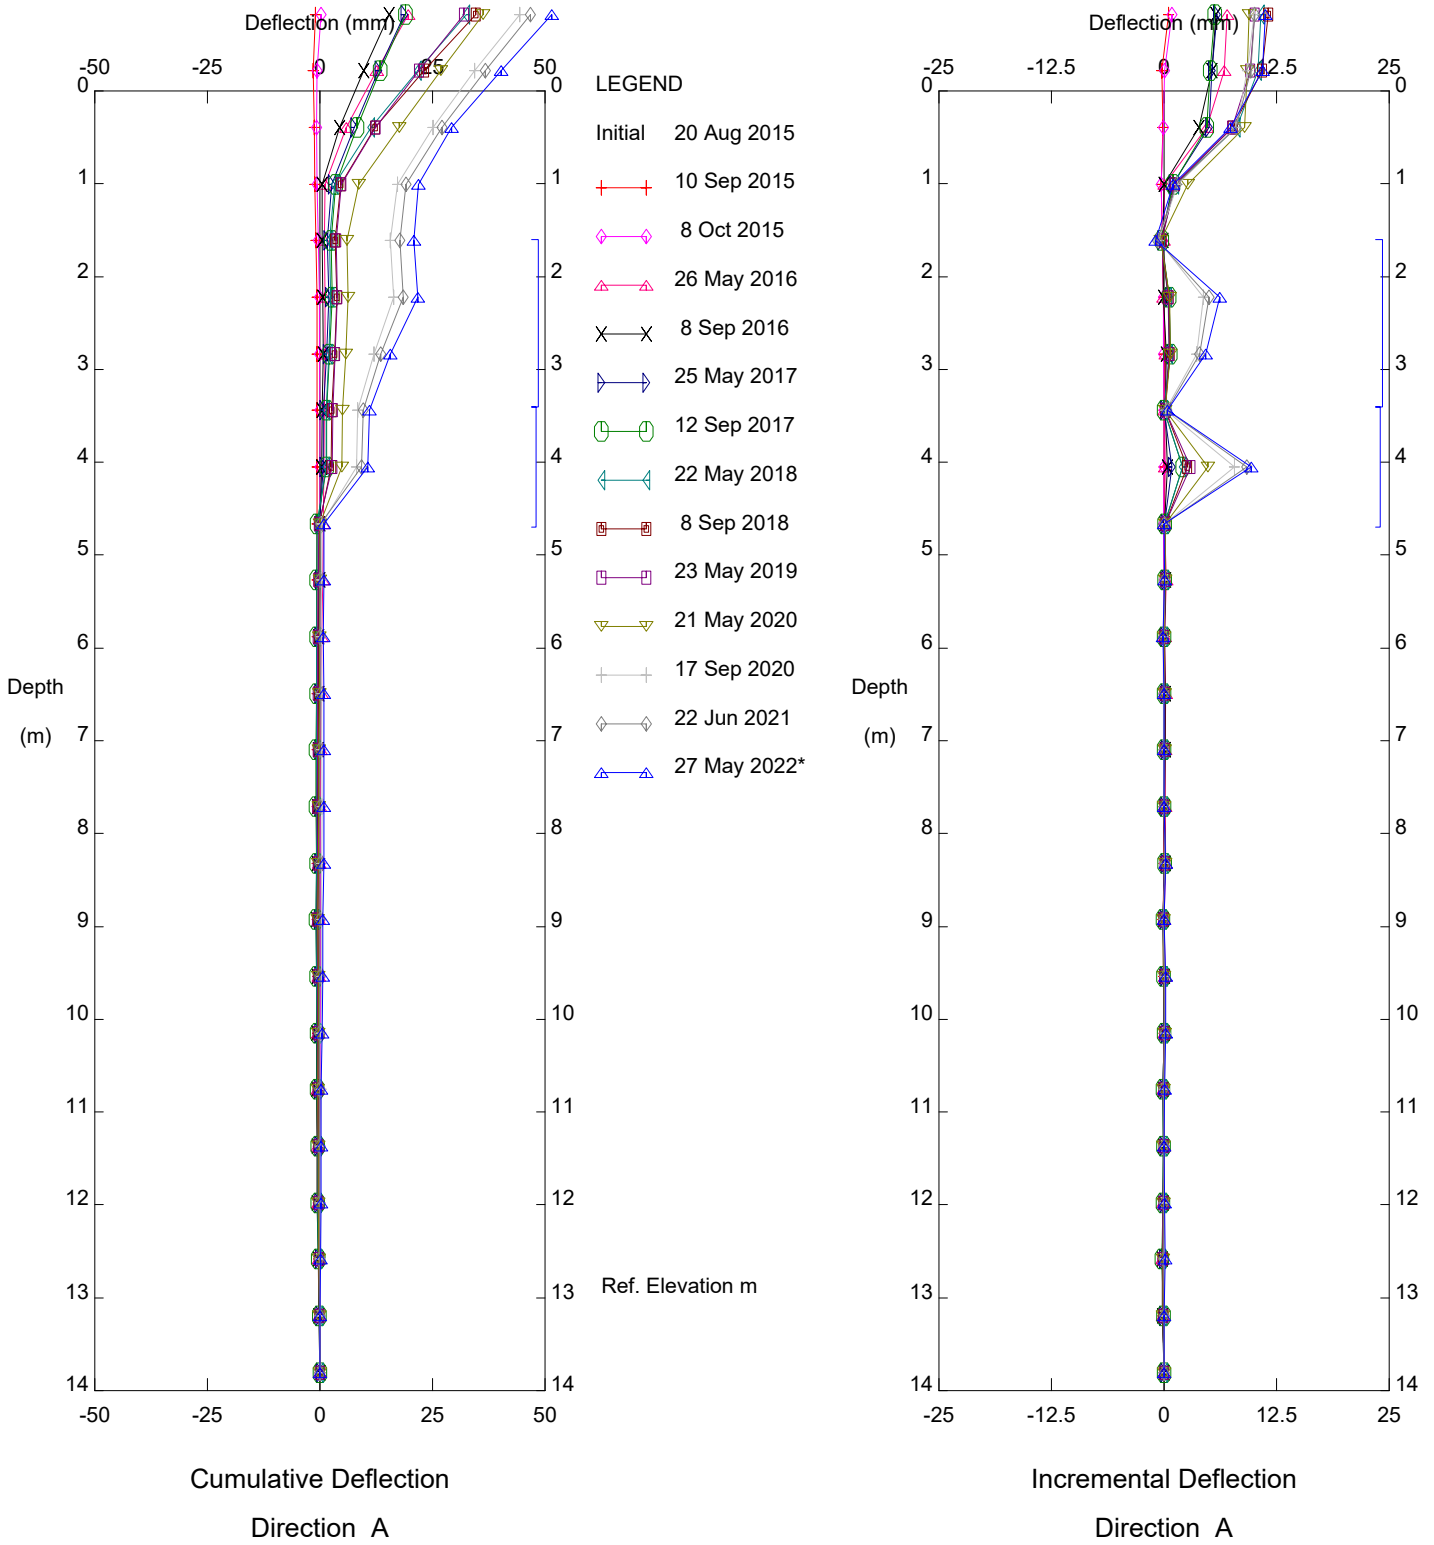 Deflection (mm)
-50 -25 0 25 50
0 0
1 1
2 2
3 3
4 4
5 5
6 6
Depth
(m)
7 7
8 8
9 9
10 10
11 11
12 12
13 13
14 14
-50 -25 0 25 50
Cumulative Deflection
Direction A
LEGEND
Initial 20 Aug 2015
10 Sep 2015
8 Oct 2015
26 May 2016
8 Sep 2016
25 May 2017
12 Sep 2017
22 May 2018
8 Sep 2018
23 May 2019
21 May 2020
17 Sep 2020
22 Jun 2021
27 May 2022*
Ref. Elevation m
Deflection (mm)
-25 -12.5 0 12.5 25
0 0
1 1
2 2
3 3
4 4
5 5
6 6
Depth
(m)
7 7
8 8
9 9
10 10
11 11
12 12
13 13
14 14
-25 -12.5 0 12.5 25
Incremental Deflection
Direction A